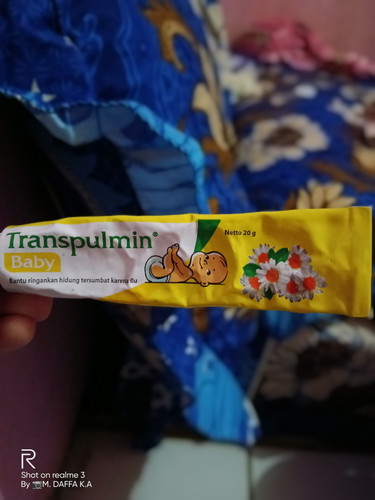 Transpulmin®
Netto 20 g
Baby
Bantu ringankan hidung tersumbat karena flu
Shot on realme 3
By M. DAFFA K.A